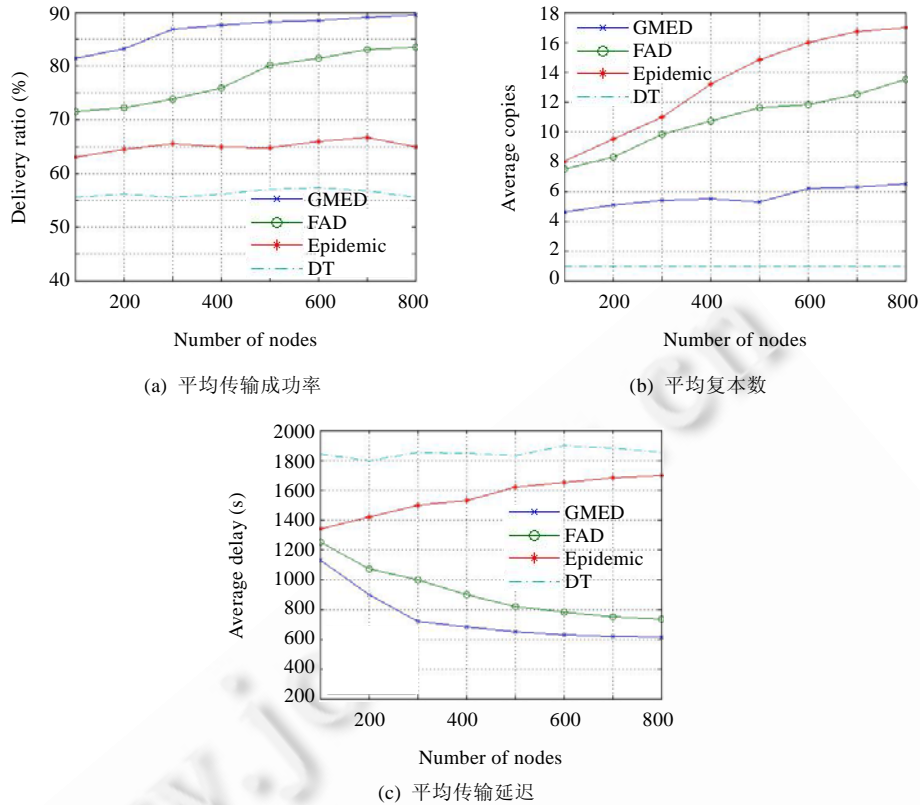 90
85
80
70
65
60
55
50
40
200
400
600
800
Delivery ratio (%)
Number of nodes
GMED
FAD
Epidemic
DT
(a) 平均传输成功率
18
16
14
12
10
8
6
4
2
0
200
400
600
800
Average copies
Number of nodes
GMED
FAD
Epidemic
DT
(b) 平均复本数
2000
1800
1600
1400
1200
1000
800
600
400
200
200
400
600
800
Average delay (s)
Number of nodes
GMED
FAD
Epidemic
DT
(c) 平均传输延迟